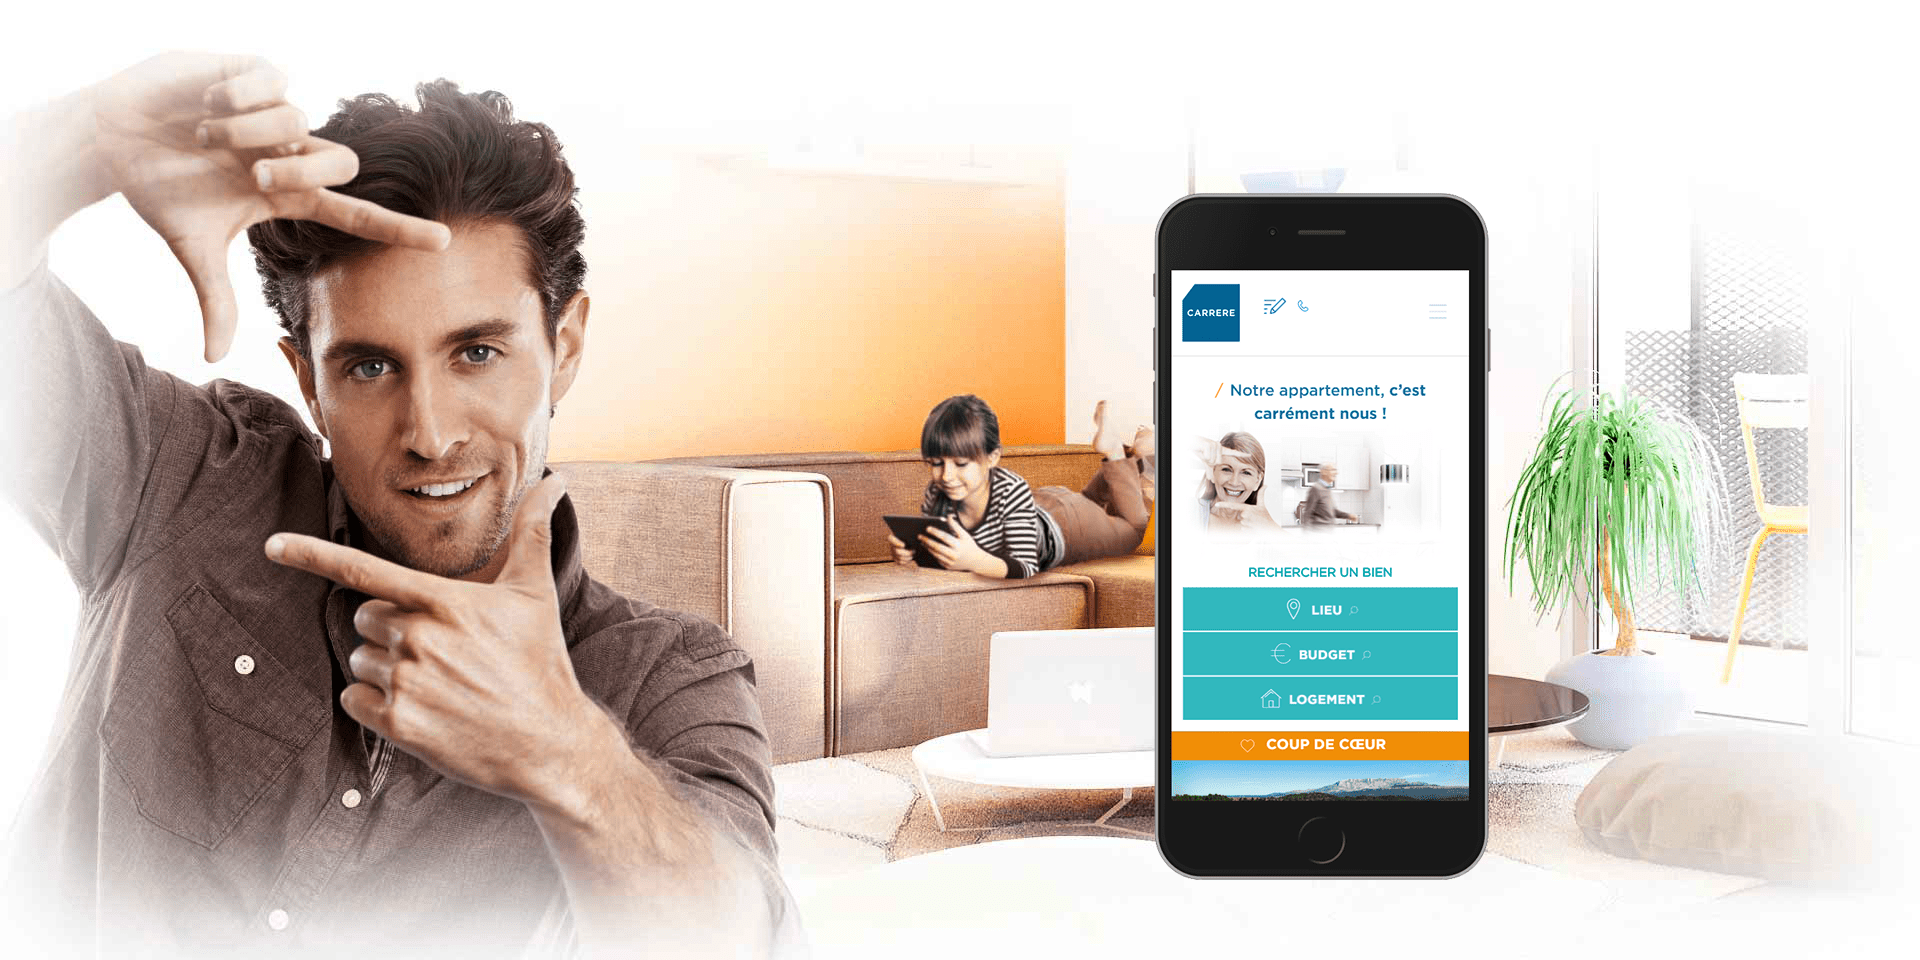 CARRERE
/ Notre appartement, c'est
carrément nous !
RECHERCHER UN BIEN
LIEU
€ BUDGET
LOGEMENT
COUP DE CŒUR